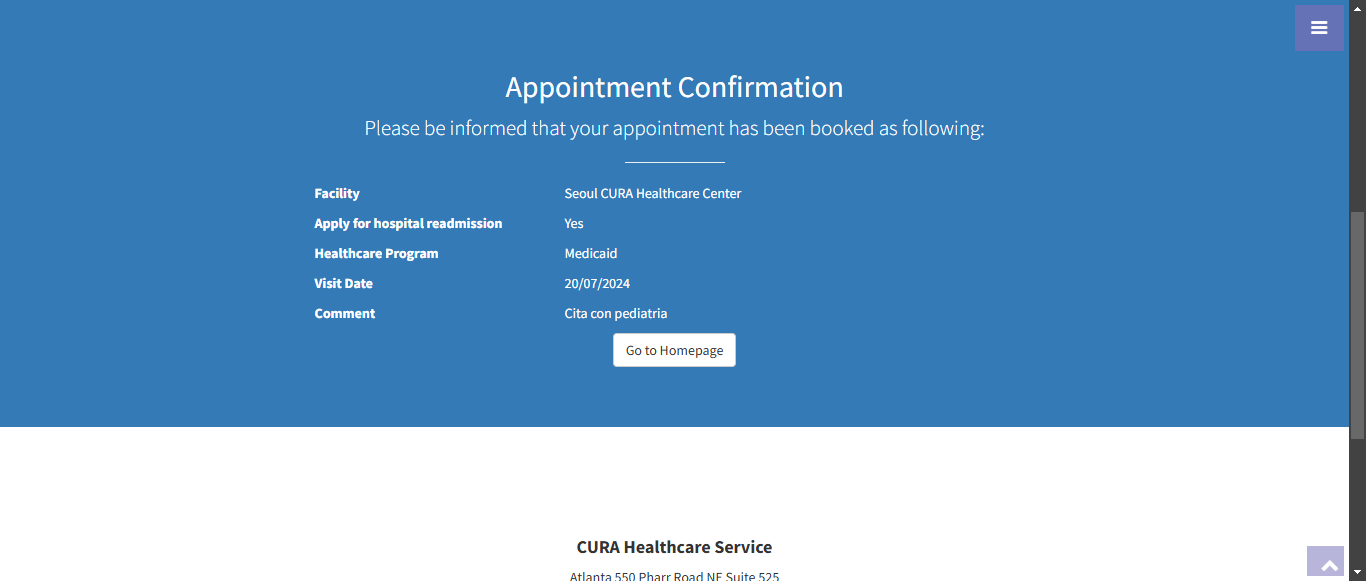 Appointment Confirmation
Please be informed that your appointment has been booked as following:
Facility Seoul CURA Healthcare Center
Apply for hospital readmission Yes
Healthcare Program Medicaid
Visit Date 20/07/2024
Comment Cita con pediatria
Go to Homepage
CURA Healthcare Service
Atlanta 550 Pharr Road NE Suite 525